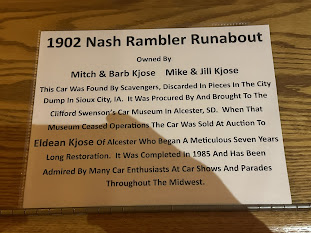 1902 Nash Rambler Runabout
Owned By
Mitch & Barb Kjose Mike & Jill Kjose
This Car Was Found By Scavengers, Discarded In Pieces In The City
Dump In Sioux City, IA. It Was Procured By And Brought To The
Clifford Swenson's Car Museum In Alcester, SD. When That
Museum Ceased Operations The Car Was Sold At Auction To
Eldean Kjose Of Alcester Who Began A Meticulous Seven Years
Long Restoration. It Was Completed In 1985 And Has Been
Admired By Many Car Enthusiasts At Car Shows And Parades
Throughout The Midwest.